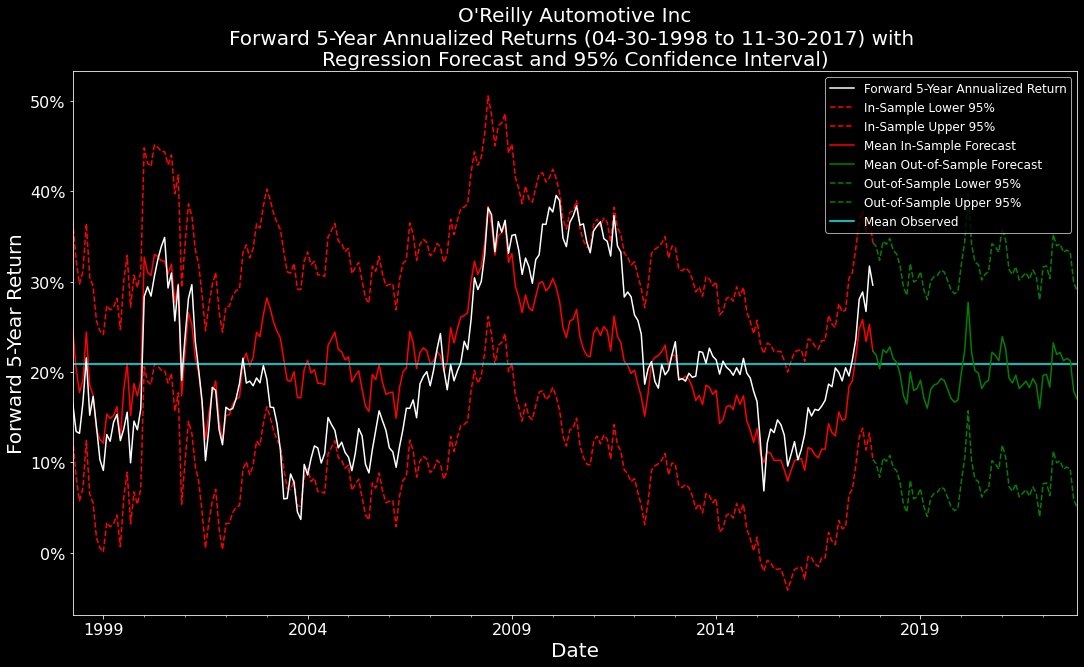 O'Reilly Automotive Inc
Forward 5-Year Annualized Returns (04-30-1998 to 11-30-2017) with
Regression Forecast and 95% Confidence Interval)
Forward 5-Year Annualized Return
In-Sample Lower 95%
In-Sample Upper 95%
Mean In-Sample Forecast
Mean Out-of-Sample Forecast
Out-of-Sample Lower 95%
Out-of-Sample Upper 95%
Mean Observed
50%
40%
30%
20%
10%
0%
Forward 5-Year Return
1999
2004
2009
2014
2019
Date